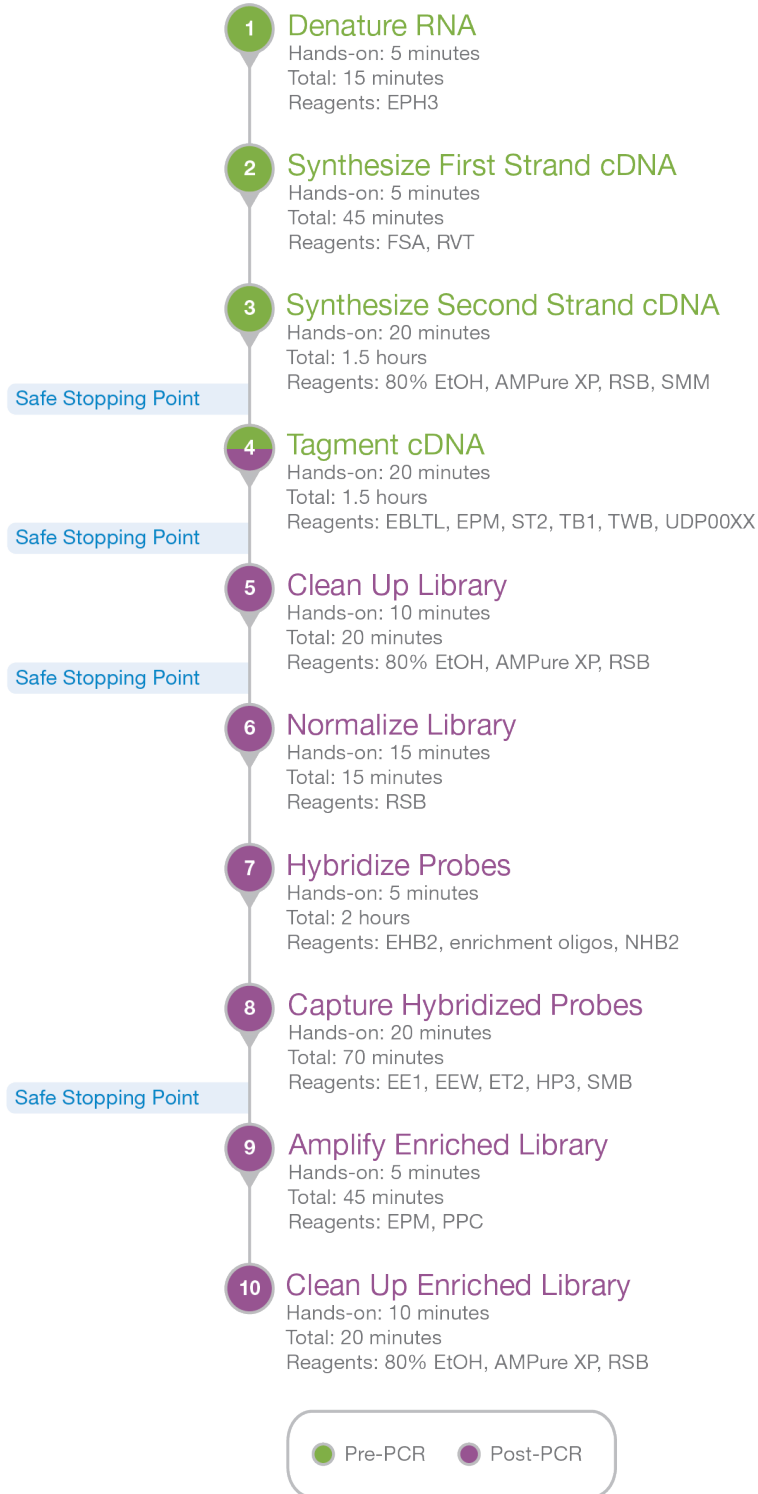 1
Denature RNA
Hands-on: 5 minutes
Total: 15 minutes
Reagents: EPH3
2
Synthesize First Strand cDNA
Hands-on: 5 minutes
Total: 45 minutes
Reagents: FSA, RVT
3
Synthesize Second Strand cDNA
Hands-on: 20 minutes
Total: 1.5 hours
Reagents: 80% EtOH, AMPure XP, RSB, SMM
Safe Stopping Point
4
Tagment cDNA
Hands-on: 20 minutes
Total: 1.5 hours
Reagents: EBLTL, EPM, ST2, TB1, TWB, UDP00XX
Safe Stopping Point
5
Clean Up Library
Hands-on: 10 minutes
Total: 20 minutes
Reagents: 80% EtOH, AMPure XP, RSB
Safe Stopping Point
6
Normalize Library
Hands-on: 15 minutes
Total: 15 minutes
Reagents: RSB
7
Hybridize Probes
Hands-on: 5 minutes
Total: 2 hours
Reagents: EHB2, enrichment oligos, NHB2
8
Capture Hybridized Probes
Hands-on: 20 minutes
Total: 70 minutes
Reagents: EE1, EEW, ET2, HP3, SMB
Safe Stopping Point
9
Amplify Enriched Library
Hands-on: 5 minutes
Total: 45 minutes
Reagents: EPM, PPC
10
Clean Up Enriched Library
Hands-on: 10 minutes
Total: 20 minutes
Reagents: 80% EtOH, AMPure XP, RSB
Pre-PCR
Post-PCR